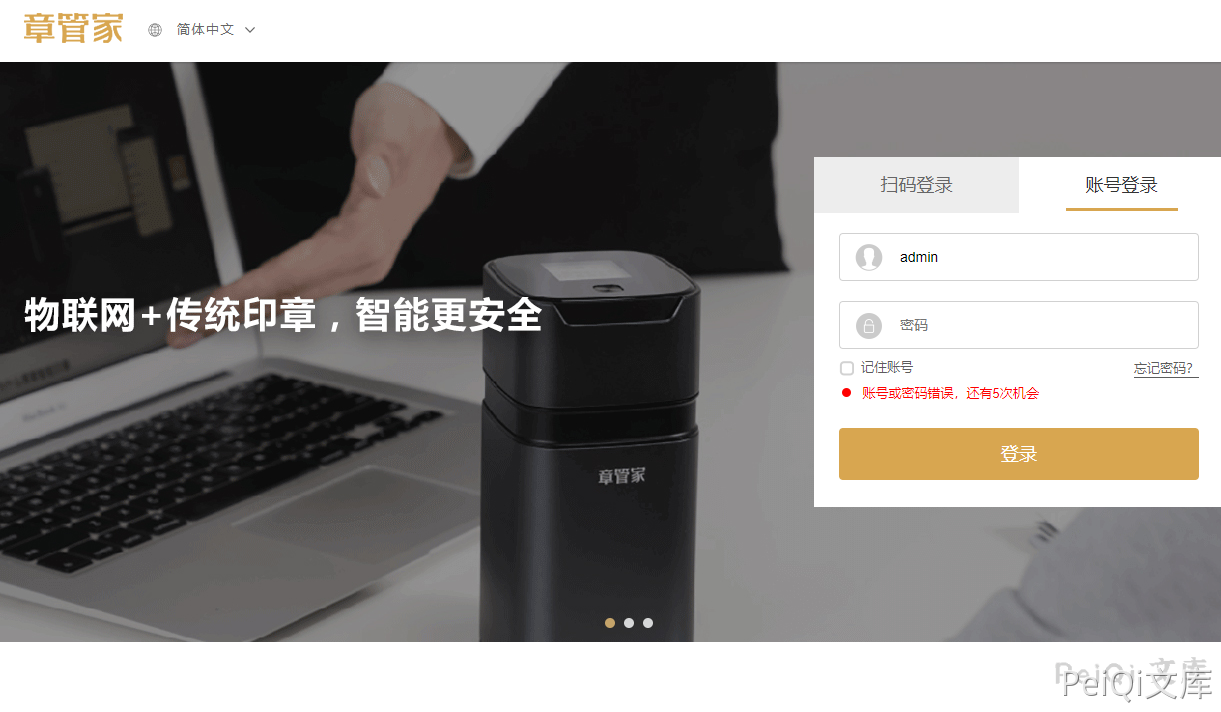 章管家
简体中文
扫码登录
账号登录
admin
物联网+传统印章，智能更安全
密码
记住账号
忘记密码？
账号或密码错误，还有5次机会
登录
章管家
PeiQi 文库
PeiQi文库